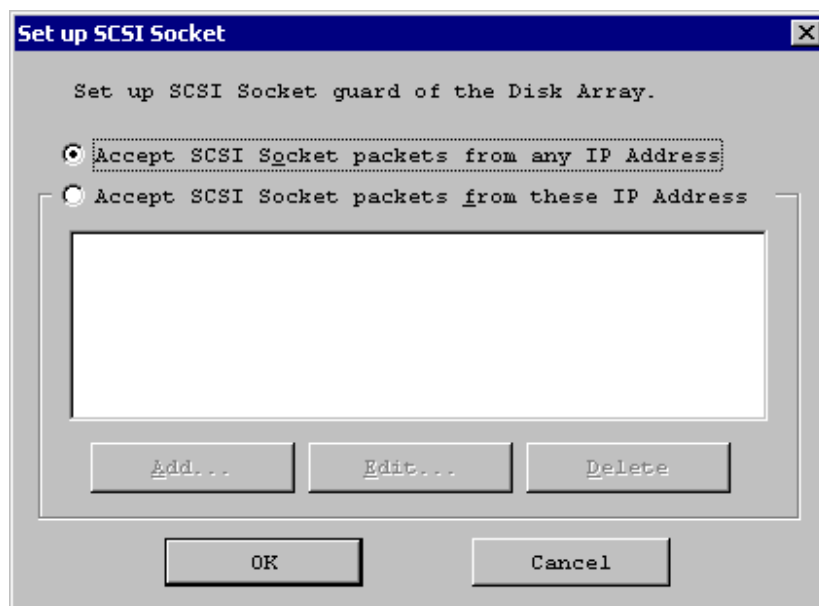 Set up SCSI Socket
Set up SCSI Socket guard of the Disk Array.
Accept SCSI Socket packets from any IP Address
Accept SCSI Socket packets from these IP Address
Add... Edit... Delete
OK Cancel